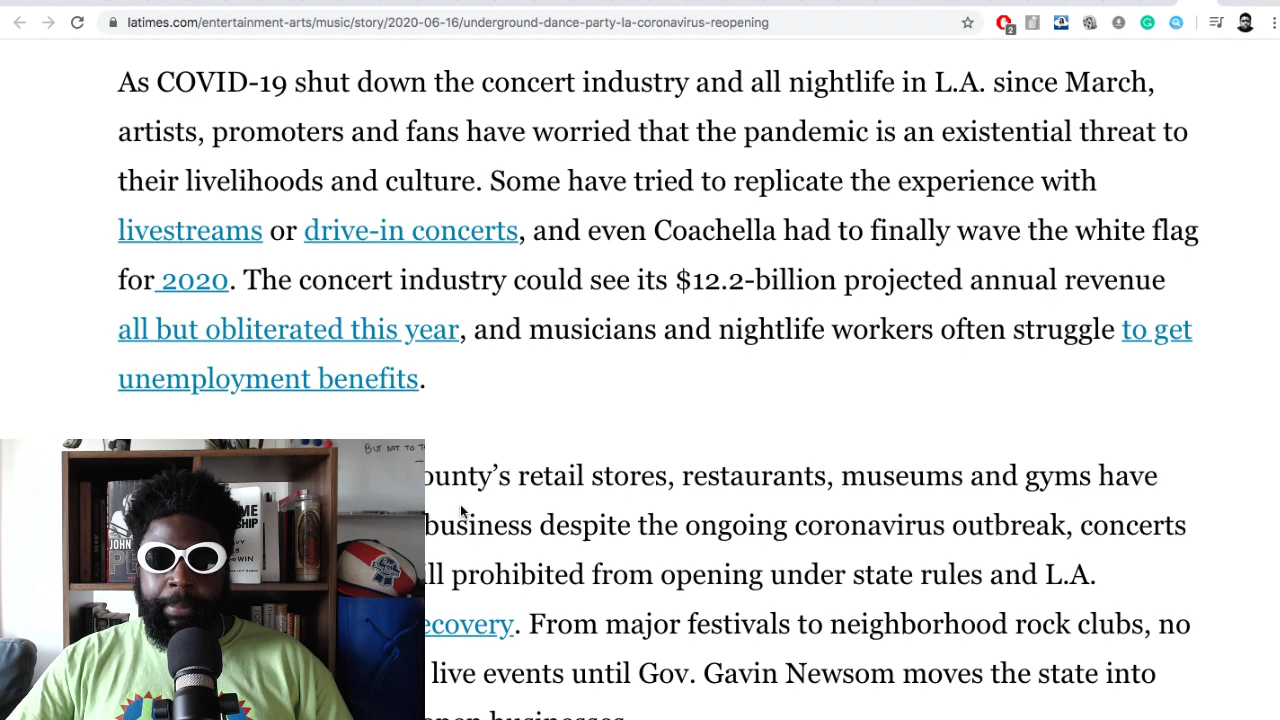 latimes.com/entertainment-arts/music/story/2020-06-16/underground-dance-party-la-coronavirus-reopening
2
As COVID-19 shut down the concert industry and all nightlife in L.A. since March,
artists, promoters and fans have worried that the pandemic is an existential threat to
their livelihoods and culture. Some have tried to replicate the experience with
livestreams or drive-in concerts, and even Coachella had to finally wave the white flag
for 2020. The concert industry could see its $12.2-billion projected annual revenue
all but obliterated this year, and musicians and nightlife workers often struggle to get
unemployment benefits.
BUT NOT TO
ounty's retail stores, restaurants, museums and gyms have
business despite the ongoing coronavirus outbreak, concerts
ll prohibited from opening under state rules and L.A.
ecovery. From major festivals to neighborhood rock clubs, no
live events until Gov. Gavin Newsom moves the state into
open businesses.
JOHN